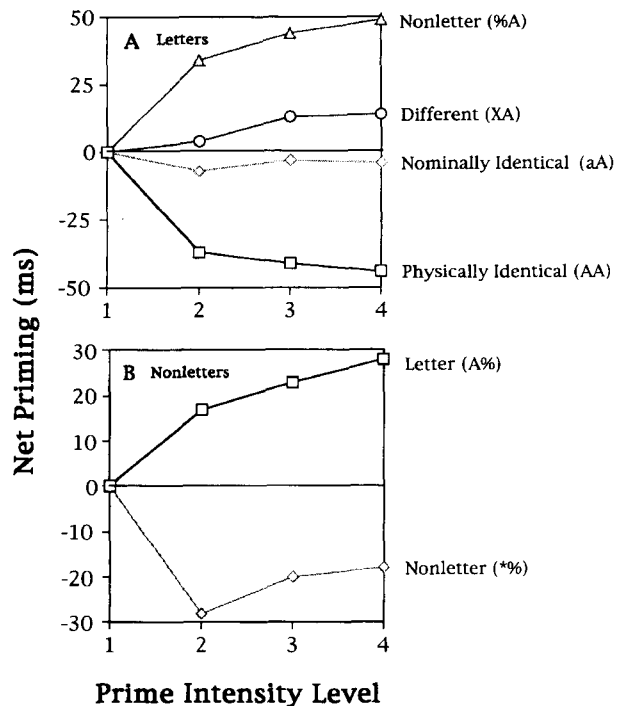 50
A Letters
Nonletter (%A)
25
Different (XA)
0
Nominally Identical (aA)
-25
Physically Identical (AA)
-50
1 2 3 4
Net Priming (ms)
30
B Nonletters
Letter (A%)
20
10
0
-10
-20
Nonletter (*%)
-30
1 2 3 4
Prime Intensity Level